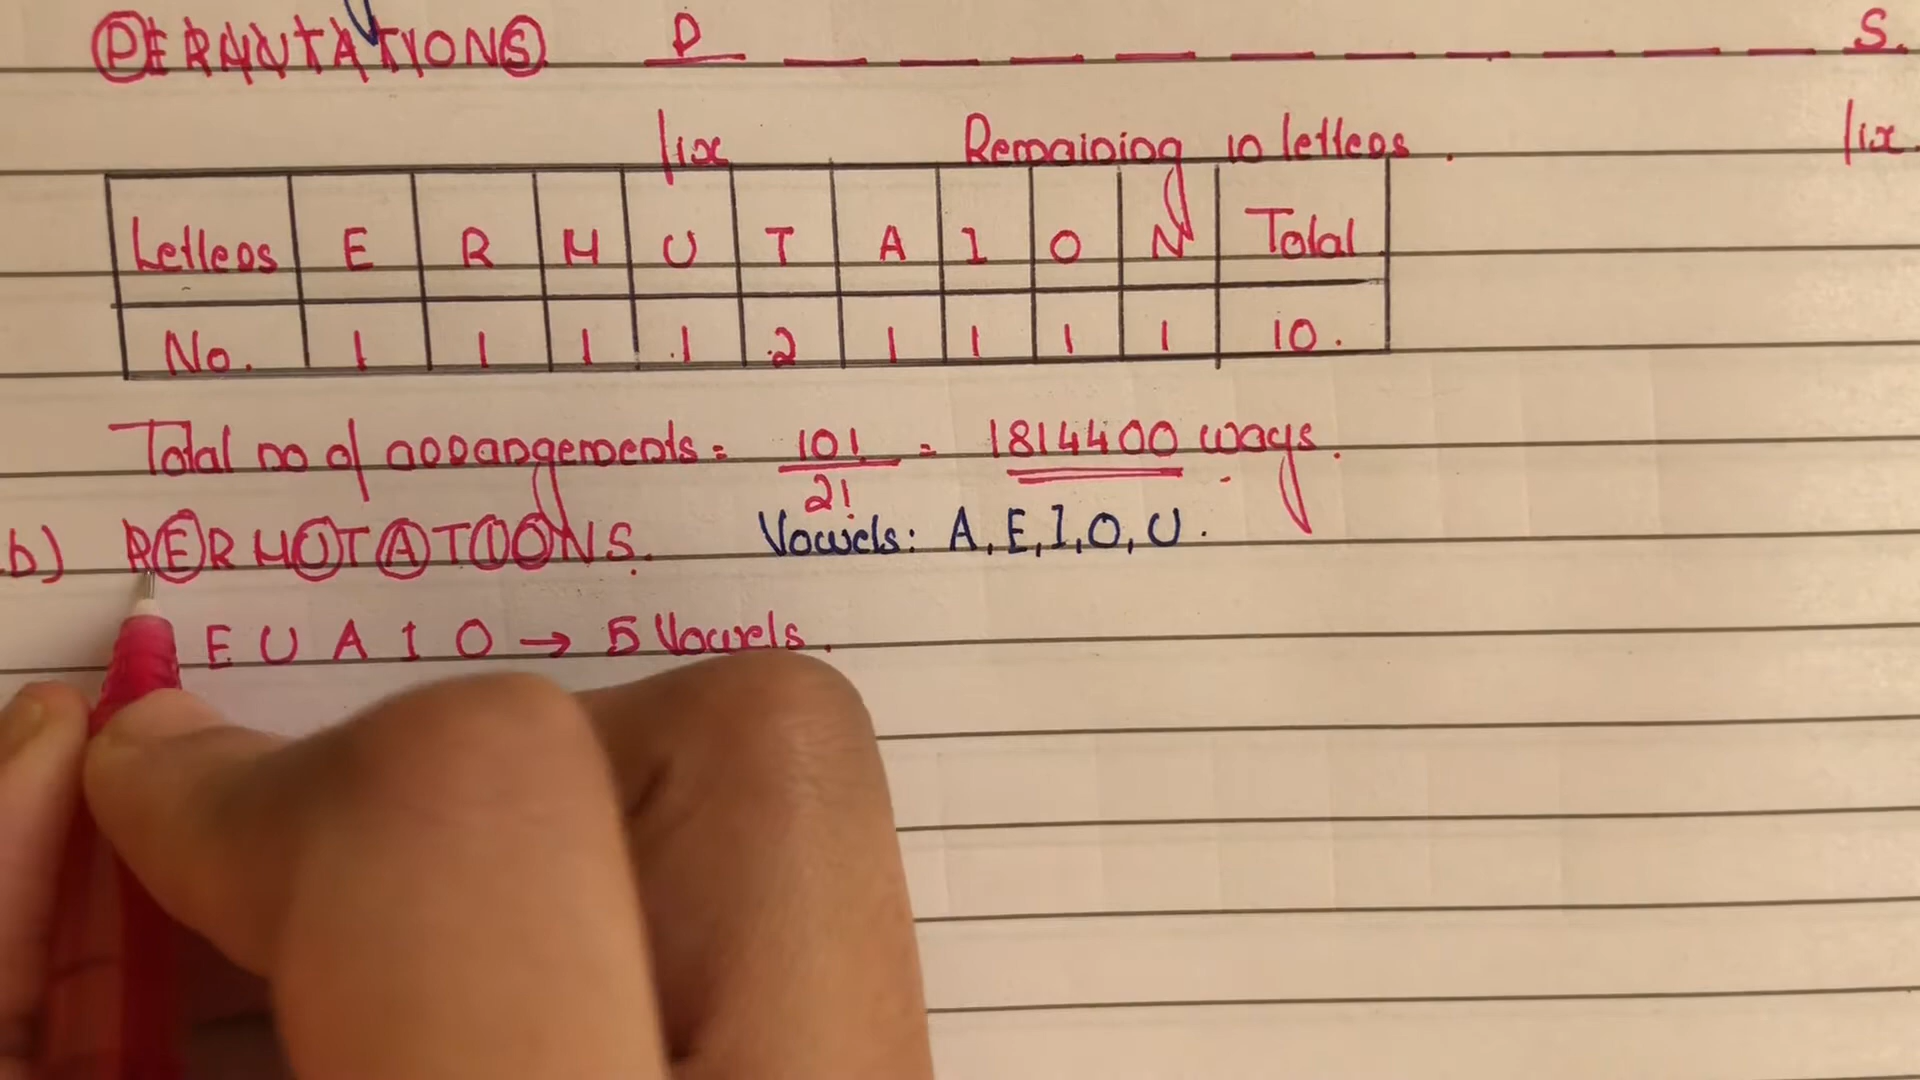 PERMUTATIONS P _ _ _ _ _ _ _ _ _ _ S.
fix Remaining 10 letters. fix.
Letters E R M U T A I O N Total
No. 1 1 1 1 2 1 1 1 1 10.
Total no of arrangements = 10! / 2! = 1814400 ways.
b) PERMUTATIONS. Vowels: A, E, I, O, U.
E U A I O → 5 Vowels.